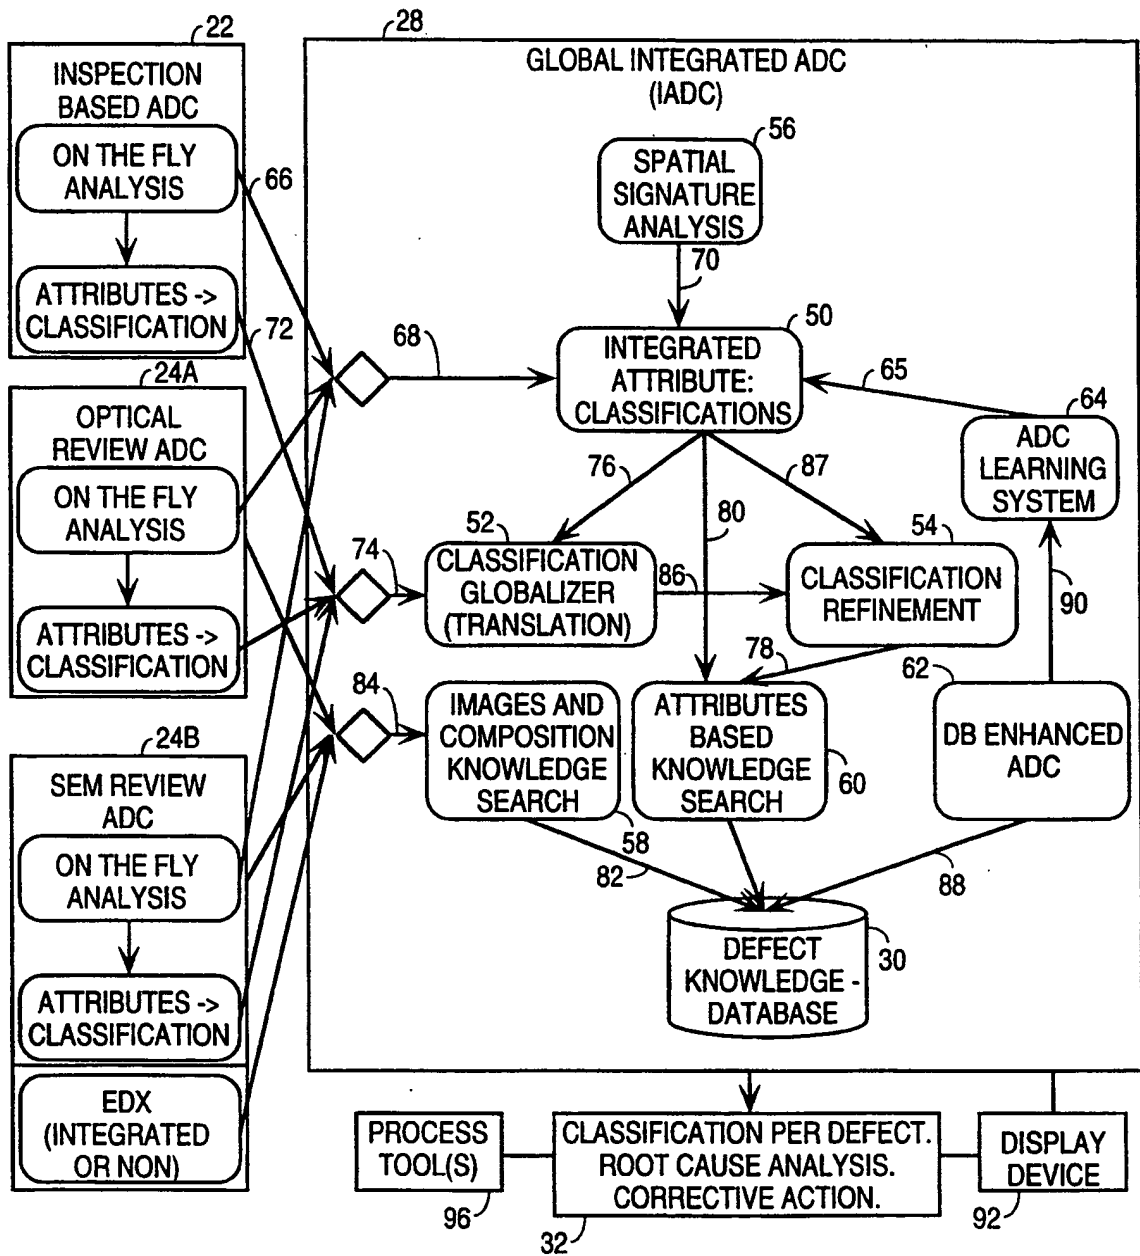 22
INSPECTION
BASED ADC
ON THE FLY
ANALYSIS
66
ATTRIBUTES ->
CLASSIFICATION
72
24A
OPTICAL
REVIEW ADC
ON THE FLY
ANALYSIS
ATTRIBUTES ->
CLASSIFICATION
24B
SEM REVIEW
ADC
ON THE FLY
ANALYSIS
ATTRIBUTES ->
CLASSIFICATION
EDX
(INTEGRATED
OR NON)
28
GLOBAL INTEGRATED ADC
(IADC)
56
SPATIAL
SIGNATURE
ANALYSIS
70
50
68
INTEGRATED
ATTRIBUTE:
CLASSIFICATIONS
65
64
ADC
LEARNING
SYSTEM
76
87
80
52
54
74
CLASSIFICATION
GLOBALIZER
(TRANSLATION)
86
CLASSIFICATION
REFINEMENT
90
78
62
84
IMAGES AND
COMPOSITION
KNOWLEDGE
SEARCH
ATTRIBUTES
BASED
KNOWLEDGE
SEARCH
60
DB ENHANCED
ADC
58
82
88
DEFECT
KNOWLEDGE -
DATABASE
30
PROCESS
TOOL(S)
96
CLASSIFICATION PER DEFECT.
ROOT CAUSE ANALYSIS.
CORRECTIVE ACTION.
32
DISPLAY
DEVICE
92